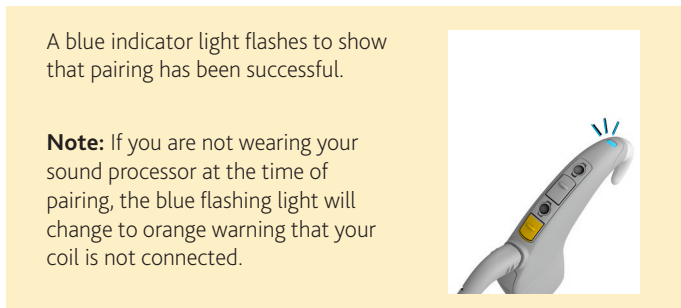 A blue indicator light flashes to show
that pairing has been successful.
Note: If you are not wearing your
sound processor at the time of
pairing, the blue flashing light will
change to orange warning that your
coil is not connected.